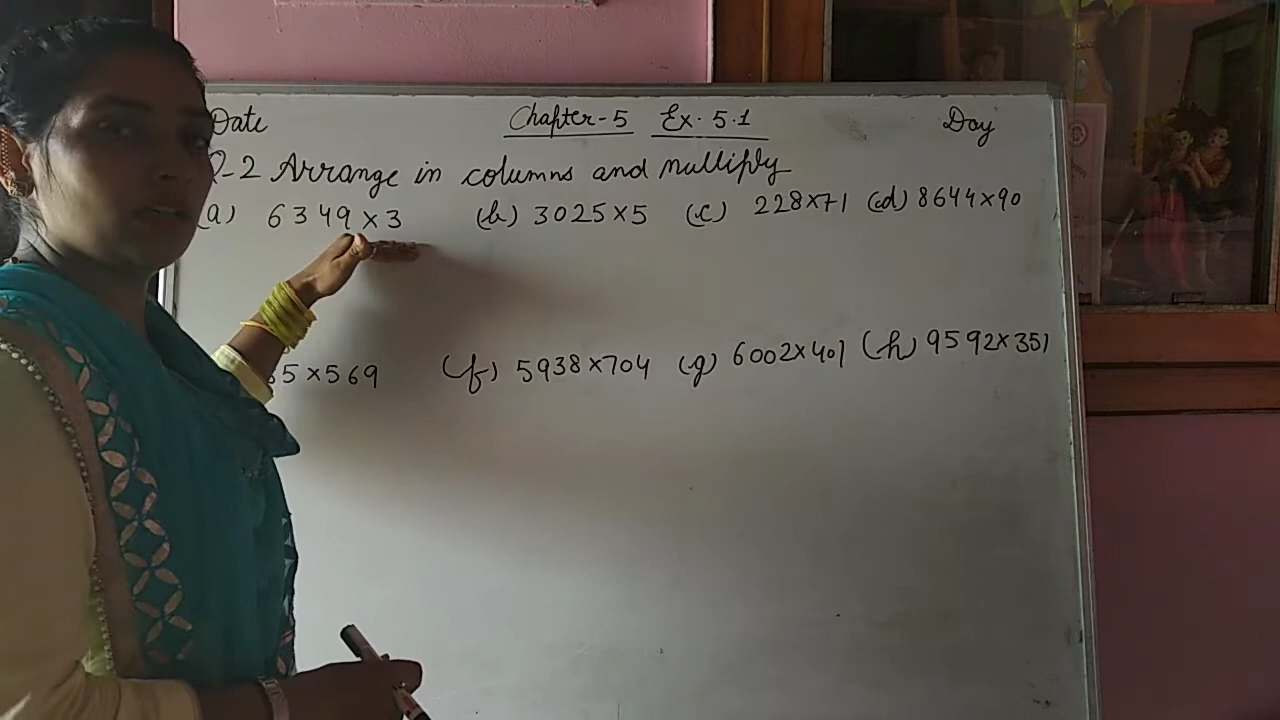 Date Chapter-5 Ex. 5.1 Day
Q-2 Arrange in columns and multiply
(a) 6349×3 (b) 3025×5 (c) 228×71 (d) 8644×90
×569 (f) 5938×704 (g) 6002×401 (h) 9592×351